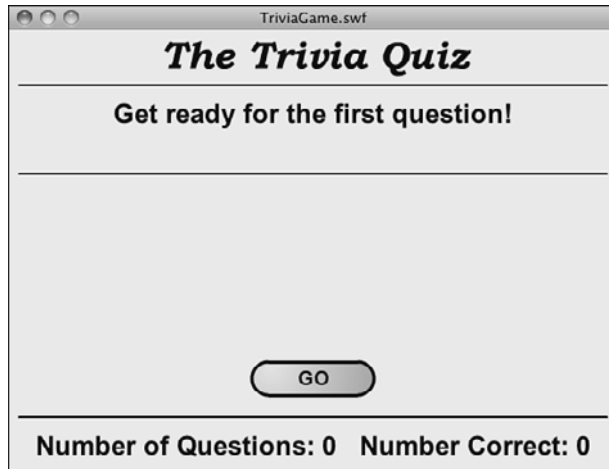 TriviaGame.swf
The Trivia Quiz
Get ready for the first question!
GO
Number of Questions: 0 Number Correct: 0